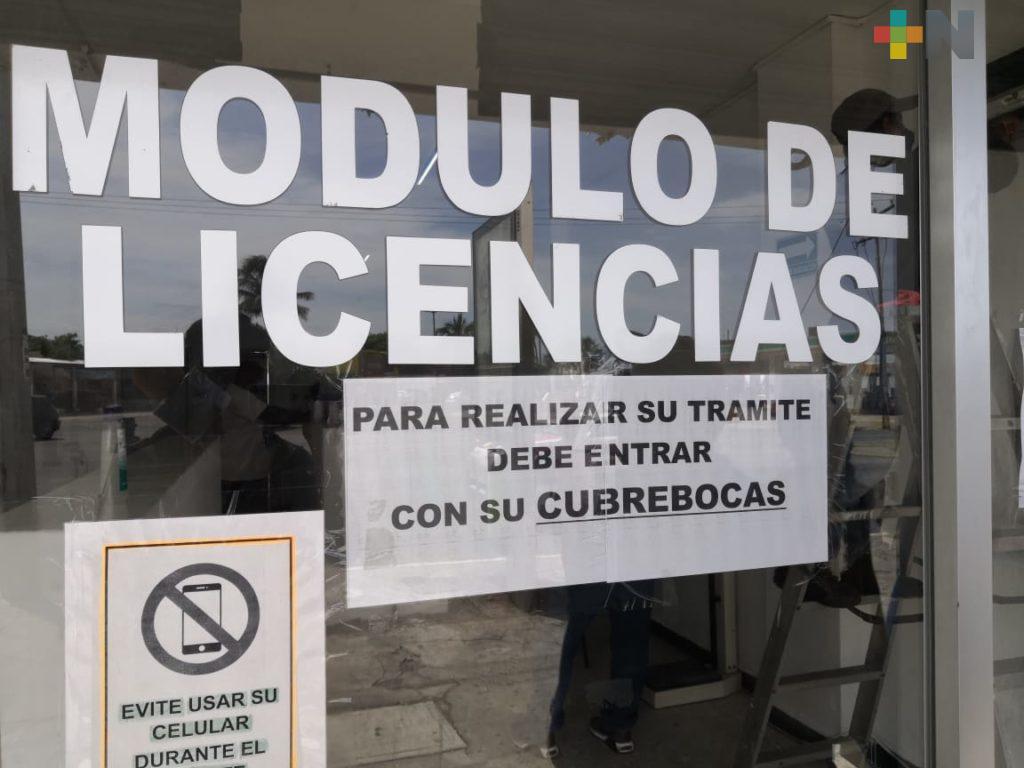 +N
MODULO DE
LICENCIAS
PARA REALIZAR SU TRAMITE
DEBE ENTRAR
CON SU CUBREBOCAS
EVITE USAR SU
CELULAR
DURANTE EL